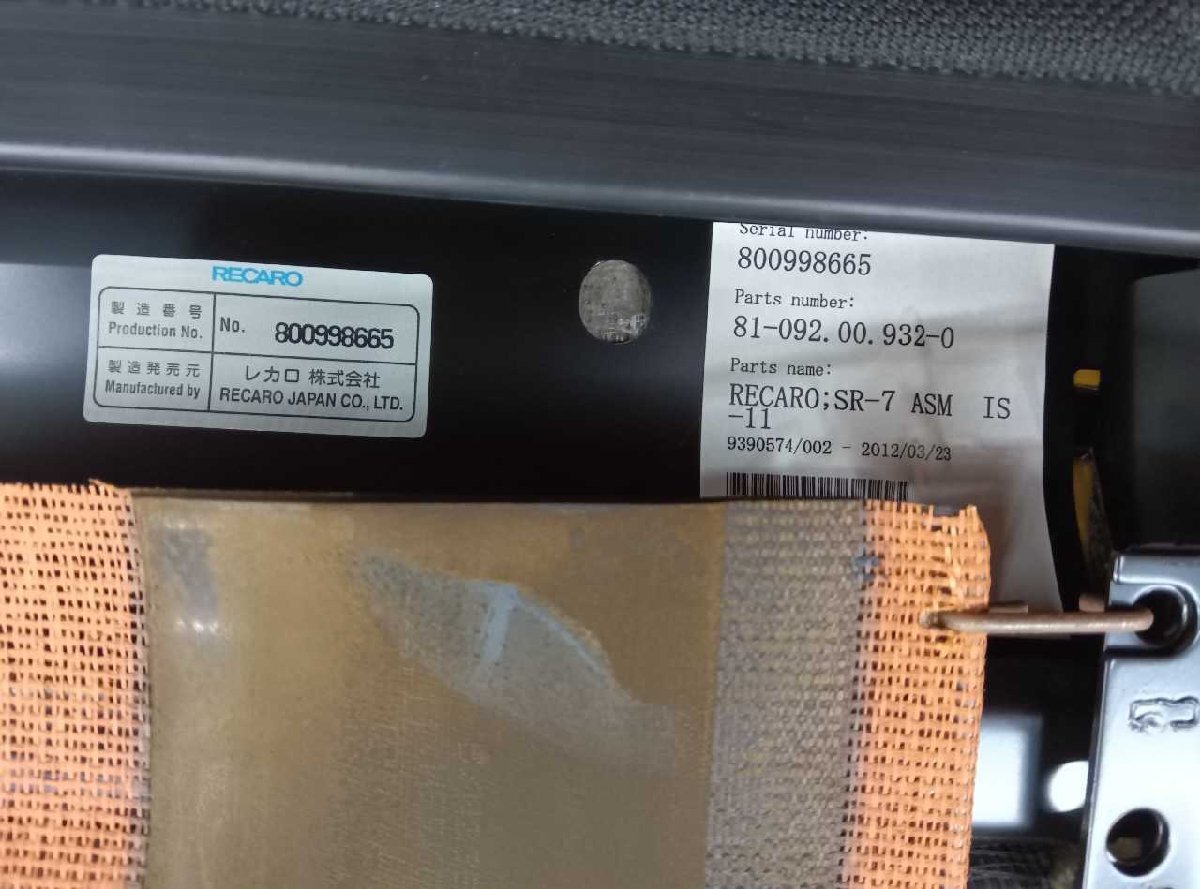 RECARO
製造番号
Production No.
No. 800998665
製造発売元
Manufactured by
レカロ 株式会社
RECARO JAPAN CO., LTD.
Serial number:
800998665
Parts number:
81-092.00.932-0
Parts name:
RECARO;SR-7 ASM IS
-11
9390574/002 - 2012/03/23